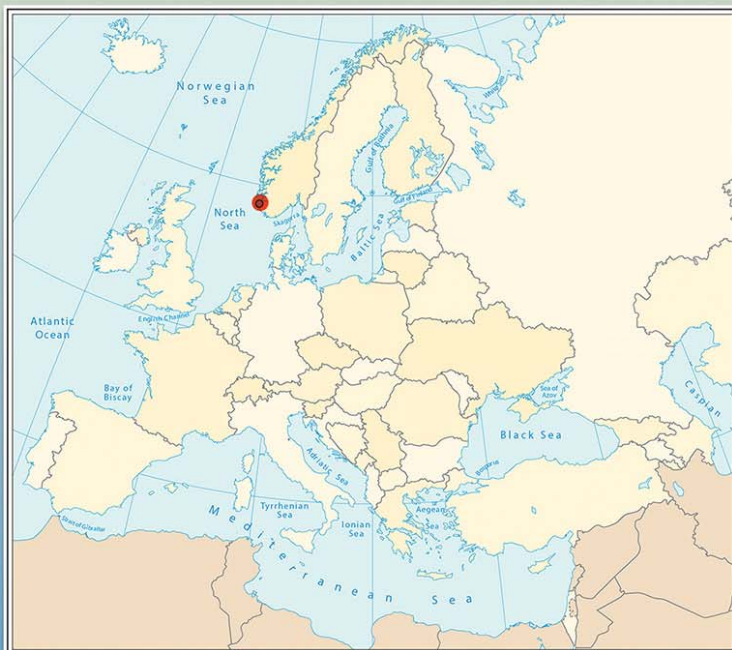 Norwegian
Sea
White Sea
Gulf of Bothnia
Gulf of Finland
North
Sea
Skagerra
Baltic Sea
English Channel
Atlantic
Ocean
Bay of
Biscay
Sea of
Azov
Caspian
Black Sea
Adriatic Sea
Bosporus
Tyrrhenian
Sea
Ionian
Sea
Aegean
Sea
Strait of Gibraltar
Mediterranean Sea